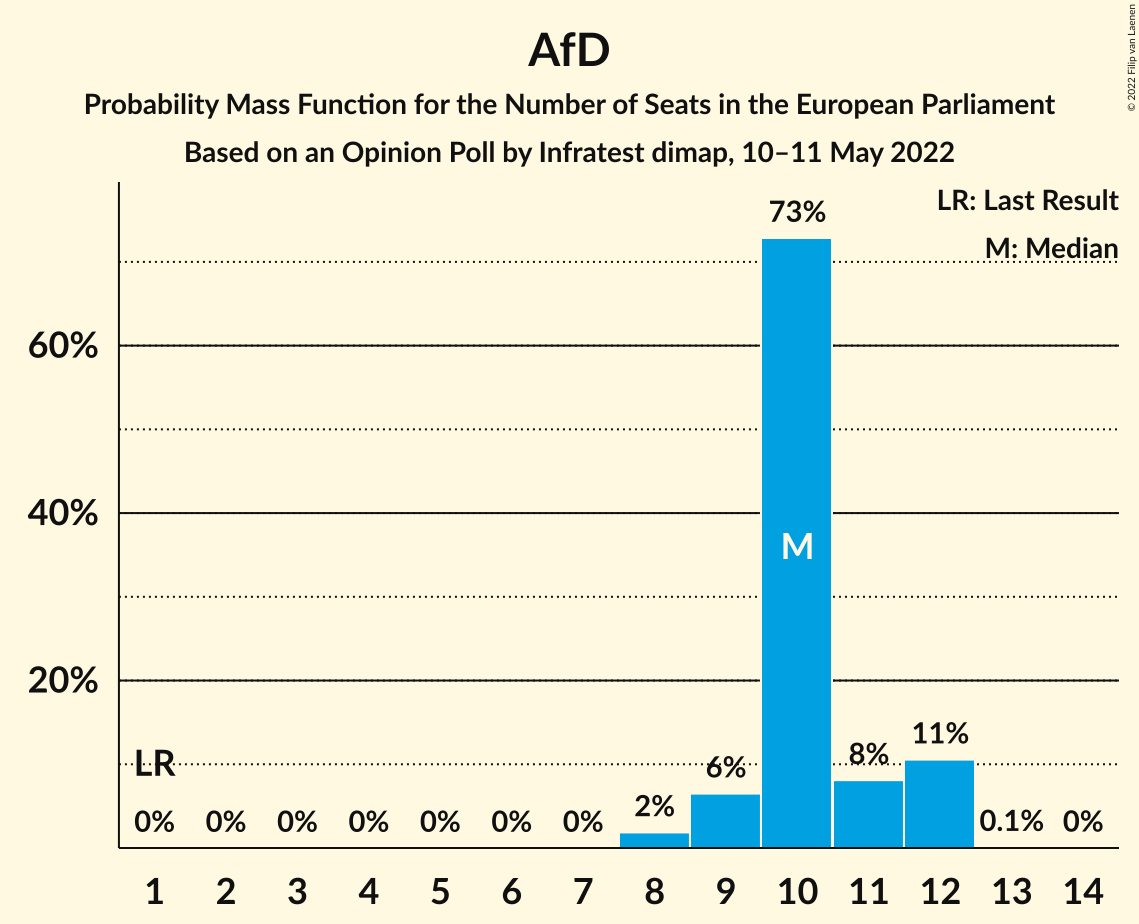 AfD
Probability Mass Function for the Number of Seats in the European Parliament
Based on an Opinion Poll by Infratest dimap, 10–11 May 2022
© 2022 Filip van Laenen
LR: Last Result
M: Median
73%
60%
40%
M
20%
LR
0%
0%
0%
0%
0%
0%
0%
2%
6%
8%
11%
0.1%
0%
1 2 3 4 5 6 7 8 9 10 11 12 13 14